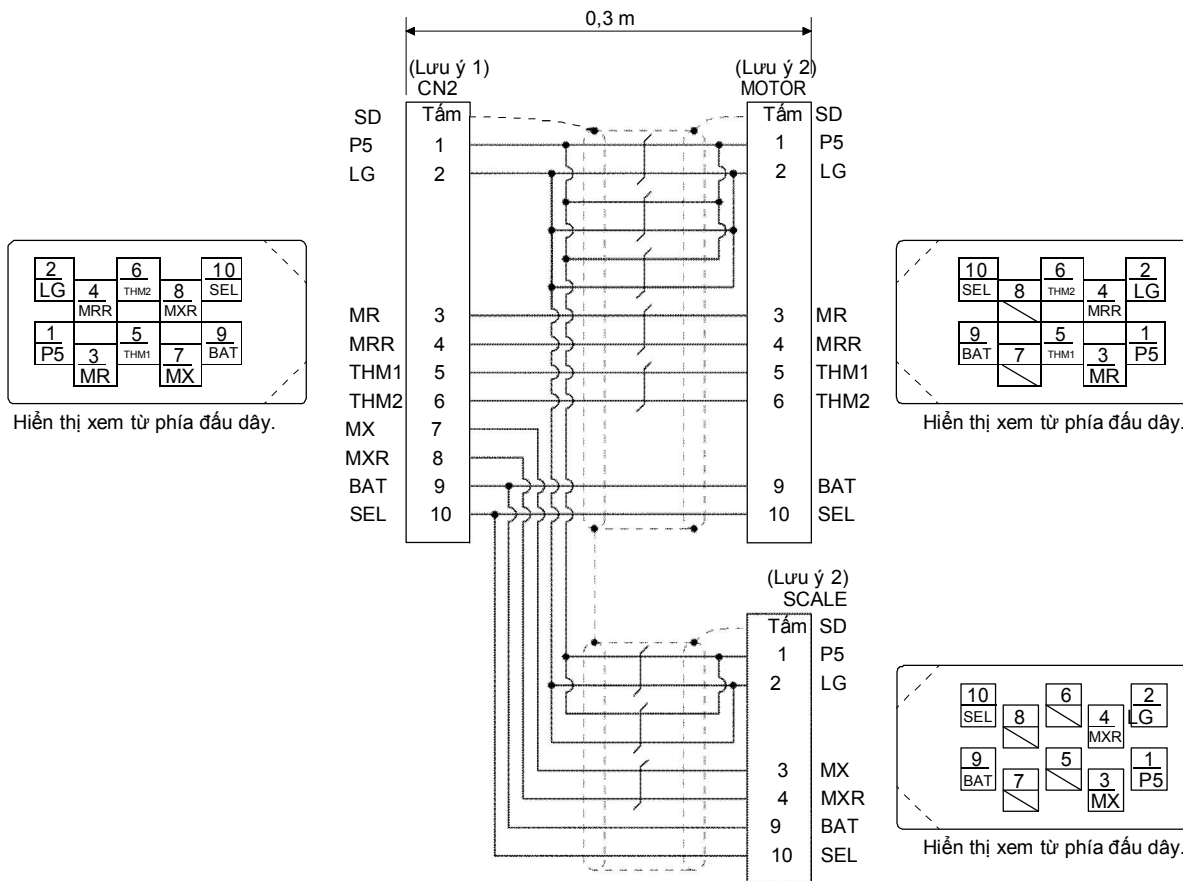 0,3 m
(Lưu ý 1)
CN2
(Lưu ý 2)
MOTOR
SD Tấm Tấm SD
P5 1 1 P5
LG 2 2 LG
MR 3 3 MR
MRR 4 4 MRR
THM1 5 5 THM1
THM2 6 6 THM2
MX 7
MXR 8
BAT 9 9 BAT
SEL 10 10 SEL
2 LG
4 MRR
6 THM2
8 MXR
10 SEL
1 P5
3 MR
5 THM1
7 MX
9 BAT
Hiển thị xem từ phía đấu dây.
10 SEL
8
6 THM2
4 MRR
2 LG
9 BAT
7
5 THM1
3 MR
1 P5
Hiển thị xem từ phía đấu dây.
(Lưu ý 2)
SCALE
Tấm SD
1 P5
2 LG
3 MX
4 MXR
9 BAT
10 SEL
10 SEL
8
6
4 MXR
2 LG
9 BAT
7
5
3 MX
1 P5
Hiển thị xem từ phía đấu dây.